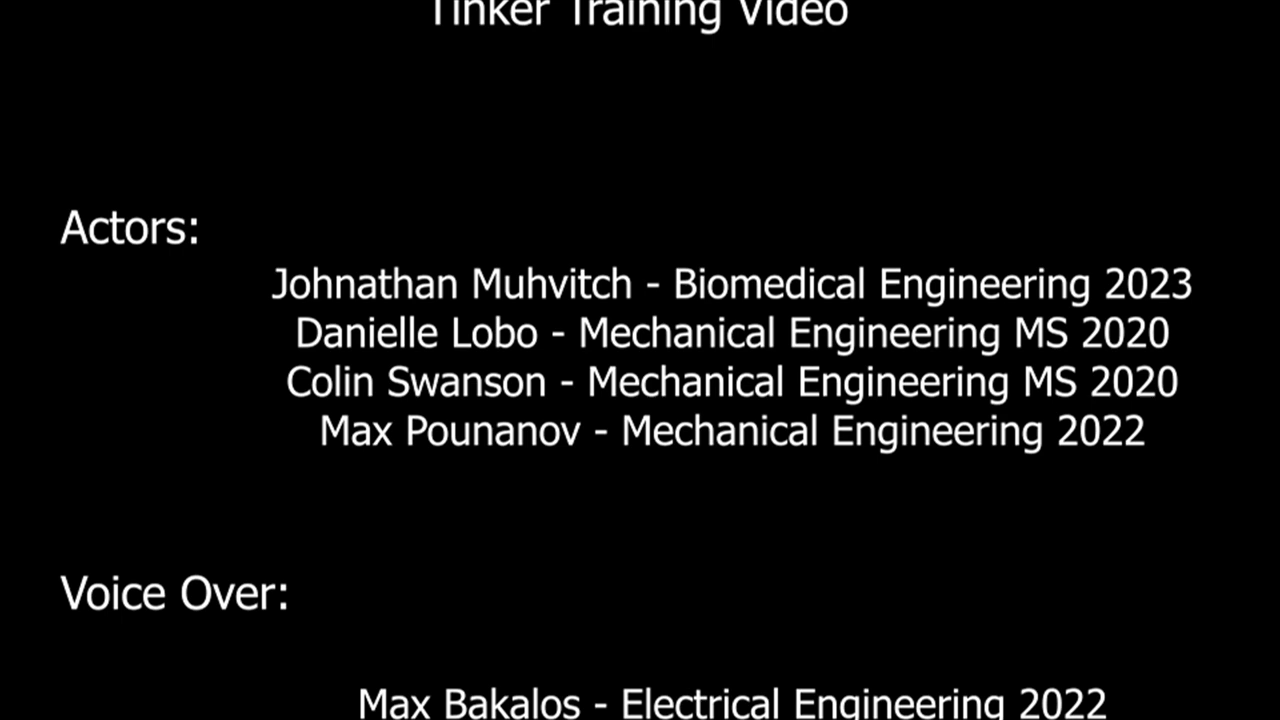 Tinker Training Video
Actors:
Johnathan Muhvitch - Biomedical Engineering 2023
Danielle Lobo - Mechanical Engineering MS 2020
Colin Swanson - Mechanical Engineering MS 2020
Max Pounanov - Mechanical Engineering 2022
Voice Over:
Max Bakalos - Electrical Engineering 2022